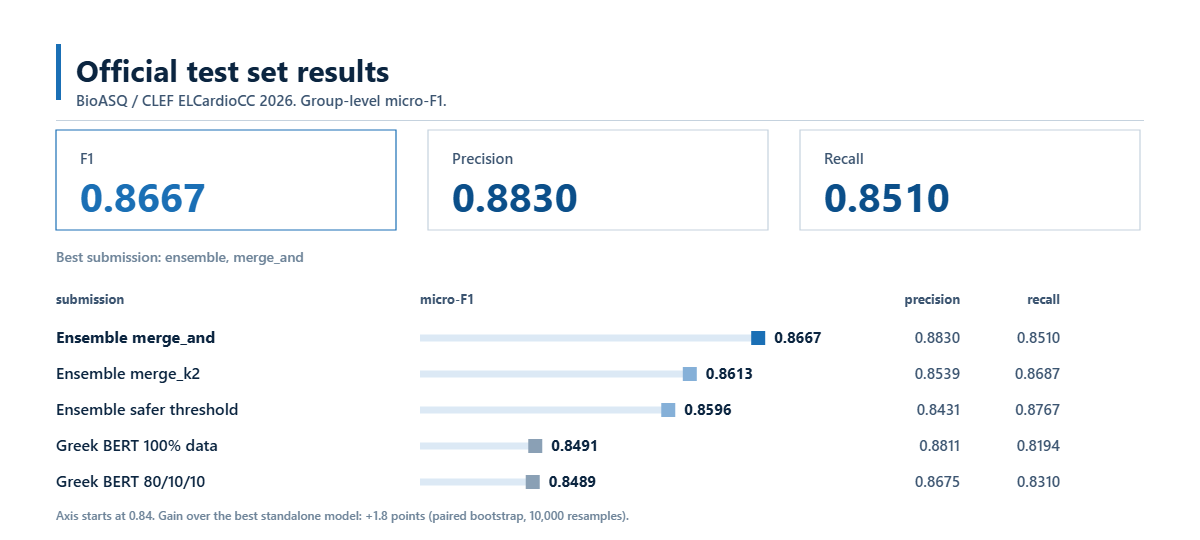 Official test set results
BioASQ / CLEF ELCardioCC 2026. Group-level micro-F1.
F1 Precision Recall
0.8667 0.8830 0.8510
Best submission: ensemble, merge_and
submission micro-F1 precision recall
Ensemble merge_and 0.8667 0.8830 0.8510
Ensemble merge_k2 0.8613 0.8539 0.8687
Ensemble safer threshold 0.8596 0.8431 0.8767
Greek BERT 100% data 0.8491 0.8811 0.8194
Greek BERT 80/10/10 0.8489 0.8675 0.8310
Axis starts at 0.84. Gain over the best standalone model: +1.8 points (paired bootstrap, 10,000 resamples).